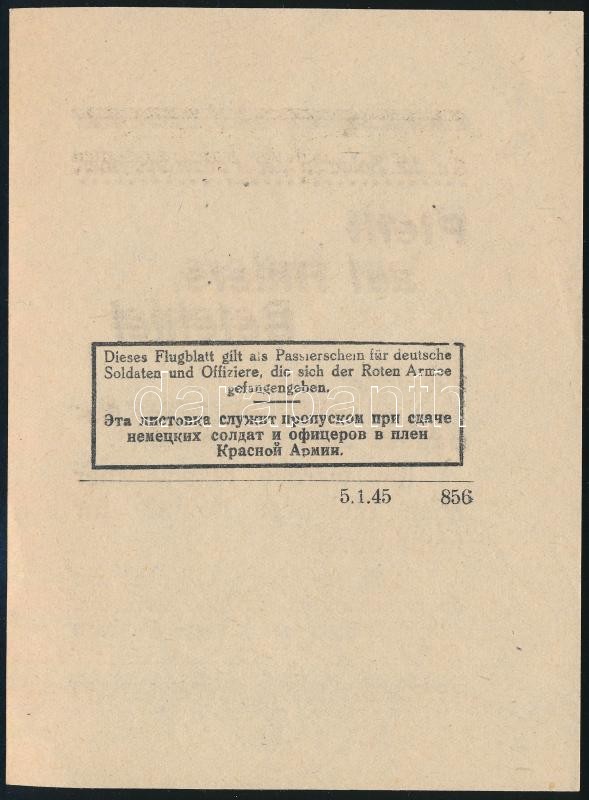 Dieses Flugblatt gilt als Passierschein für deutsche
Soldaten und Offiziere, die sich der Roten Armee
gefangengeben.
Эта листовка служит пропуском при сдаче
немецких солдат и офицеров в плен
Красной Армии.
5.1.45 856
darabanth